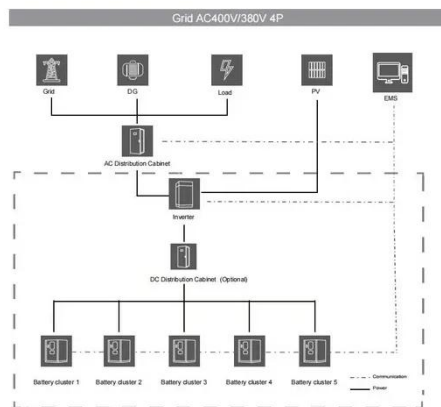 Grid AC400V/380V 4P
Grid DG Load PV EMS
AC Distribution Cabinet
Inverter
DC Distribution Cabinet (Optional)
Battery cluster 1 Battery cluster 2 Battery cluster 3 Battery cluster 4 Battery cluster 5
Communication
Power